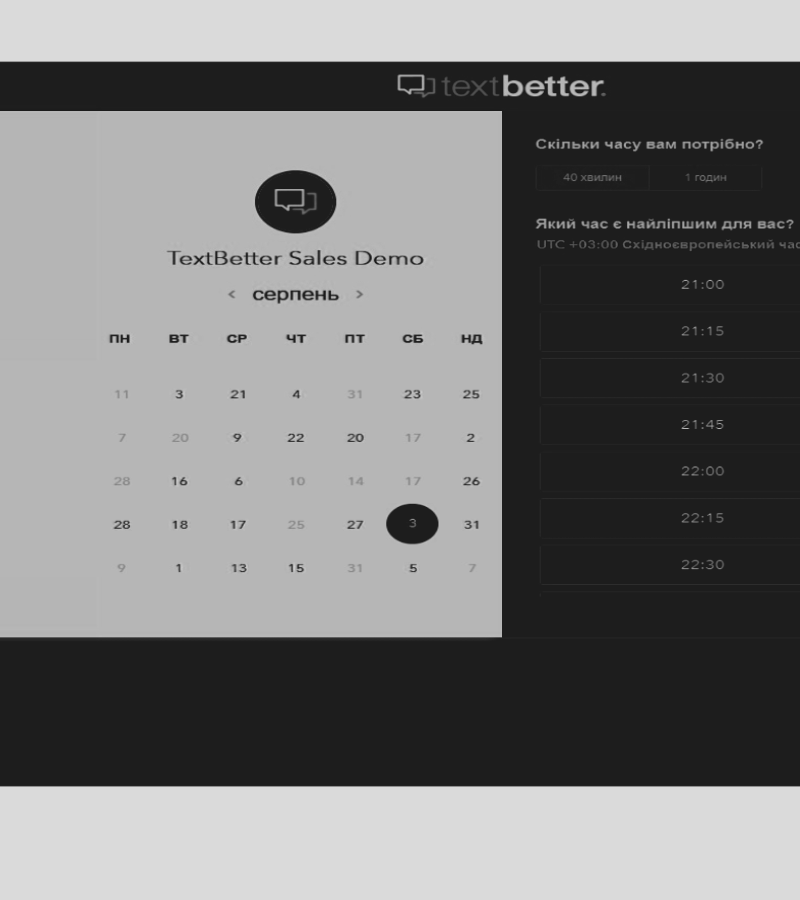 textbetter.
TextBetter Sales Demo
< серпень >
ПН ВТ СР ЧТ ПТ СБ НД
11 3 21 4 31 23 25
7 20 9 22 20 17 2
28 16 6 10 14 17 26
28 18 17 25 27 3 31
9 1 13 15 31 5 7
Скільки часу вам потрібно?
40 хвилин 1 годин
Який час є найліпшим для вас?
UTC +03:00 Східноєвропейський час
21:00
21:15
21:30
21:45
22:00
22:15
22:30